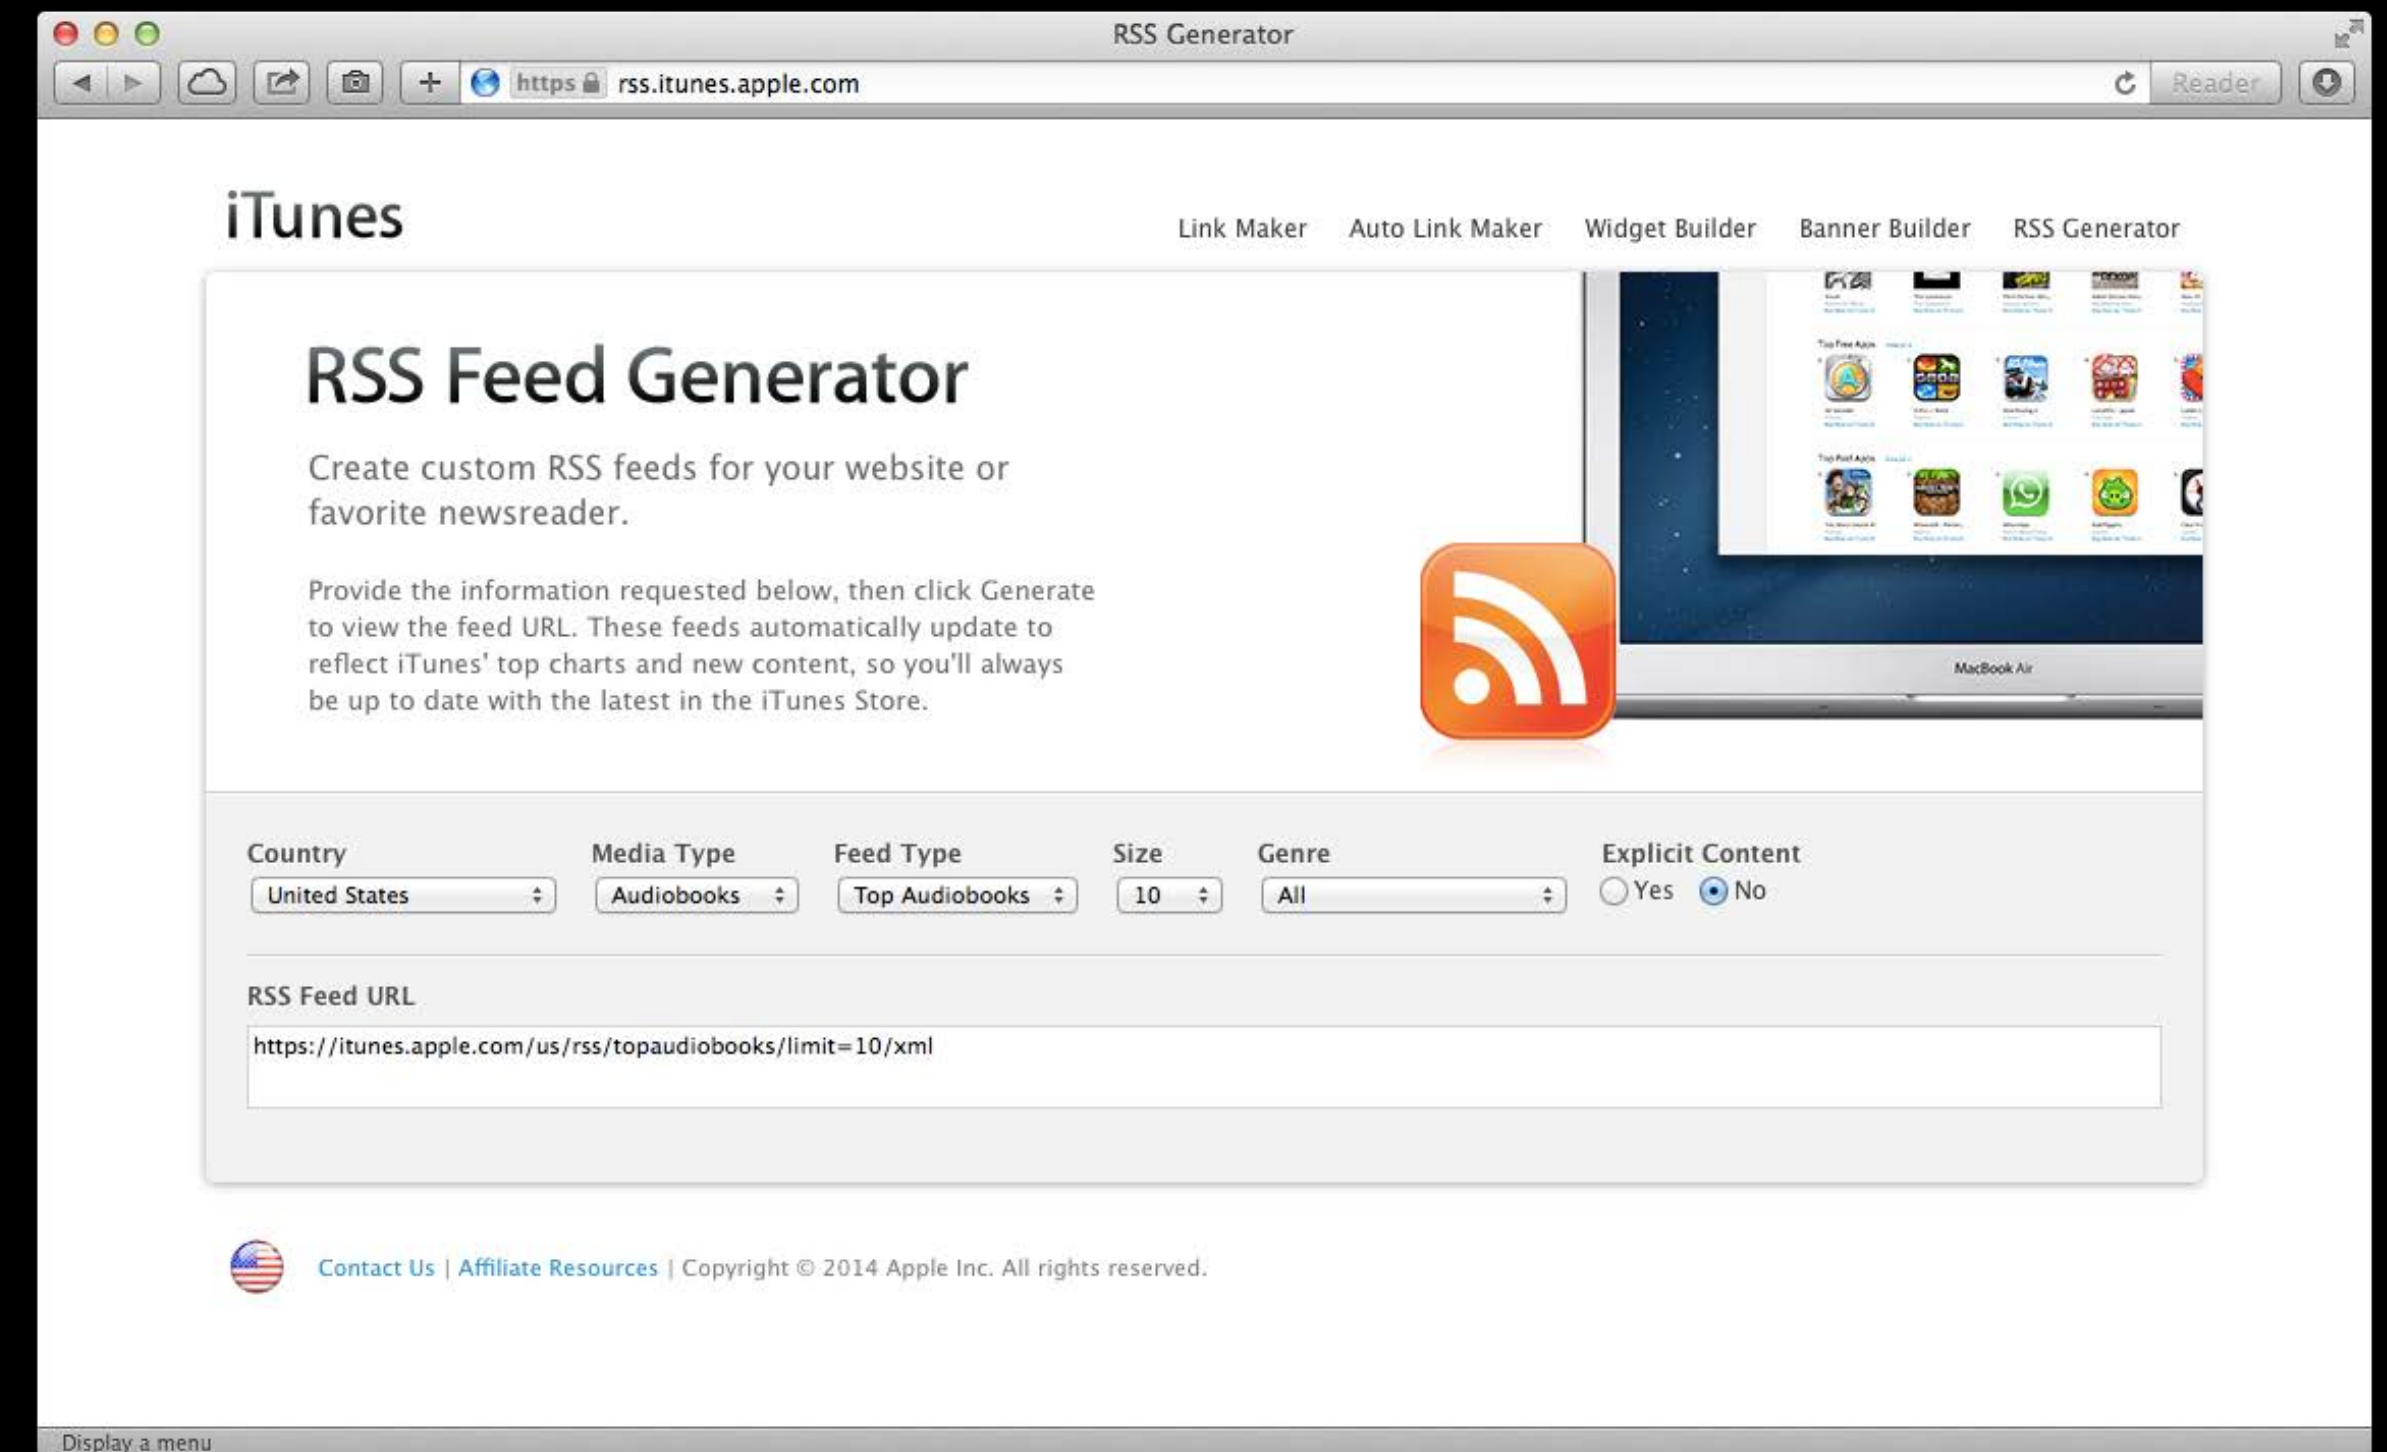 RSS Generator
https rss.itunes.apple.com Reader
iTunes
Link Maker Auto Link Maker Widget Builder Banner Builder RSS Generator
RSS Feed Generator
Create custom RSS feeds for your website or
favorite newsreader.
Provide the information requested below, then click Generate
to view the feed URL. These feeds automatically update to
reflect iTunes' top charts and new content, so you'll always
be up to date with the latest in the iTunes Store.
Top Free Apps
Top Paid Apps
MacBook Air
Country Media Type Feed Type Size Genre Explicit Content
United States Audiobooks Top Audiobooks 10 All Yes No
RSS Feed URL
https://itunes.apple.com/us/rss/topaudiobooks/limit=10/xml
Contact Us | Affiliate Resources | Copyright © 2014 Apple Inc. All rights reserved.
Display a menu